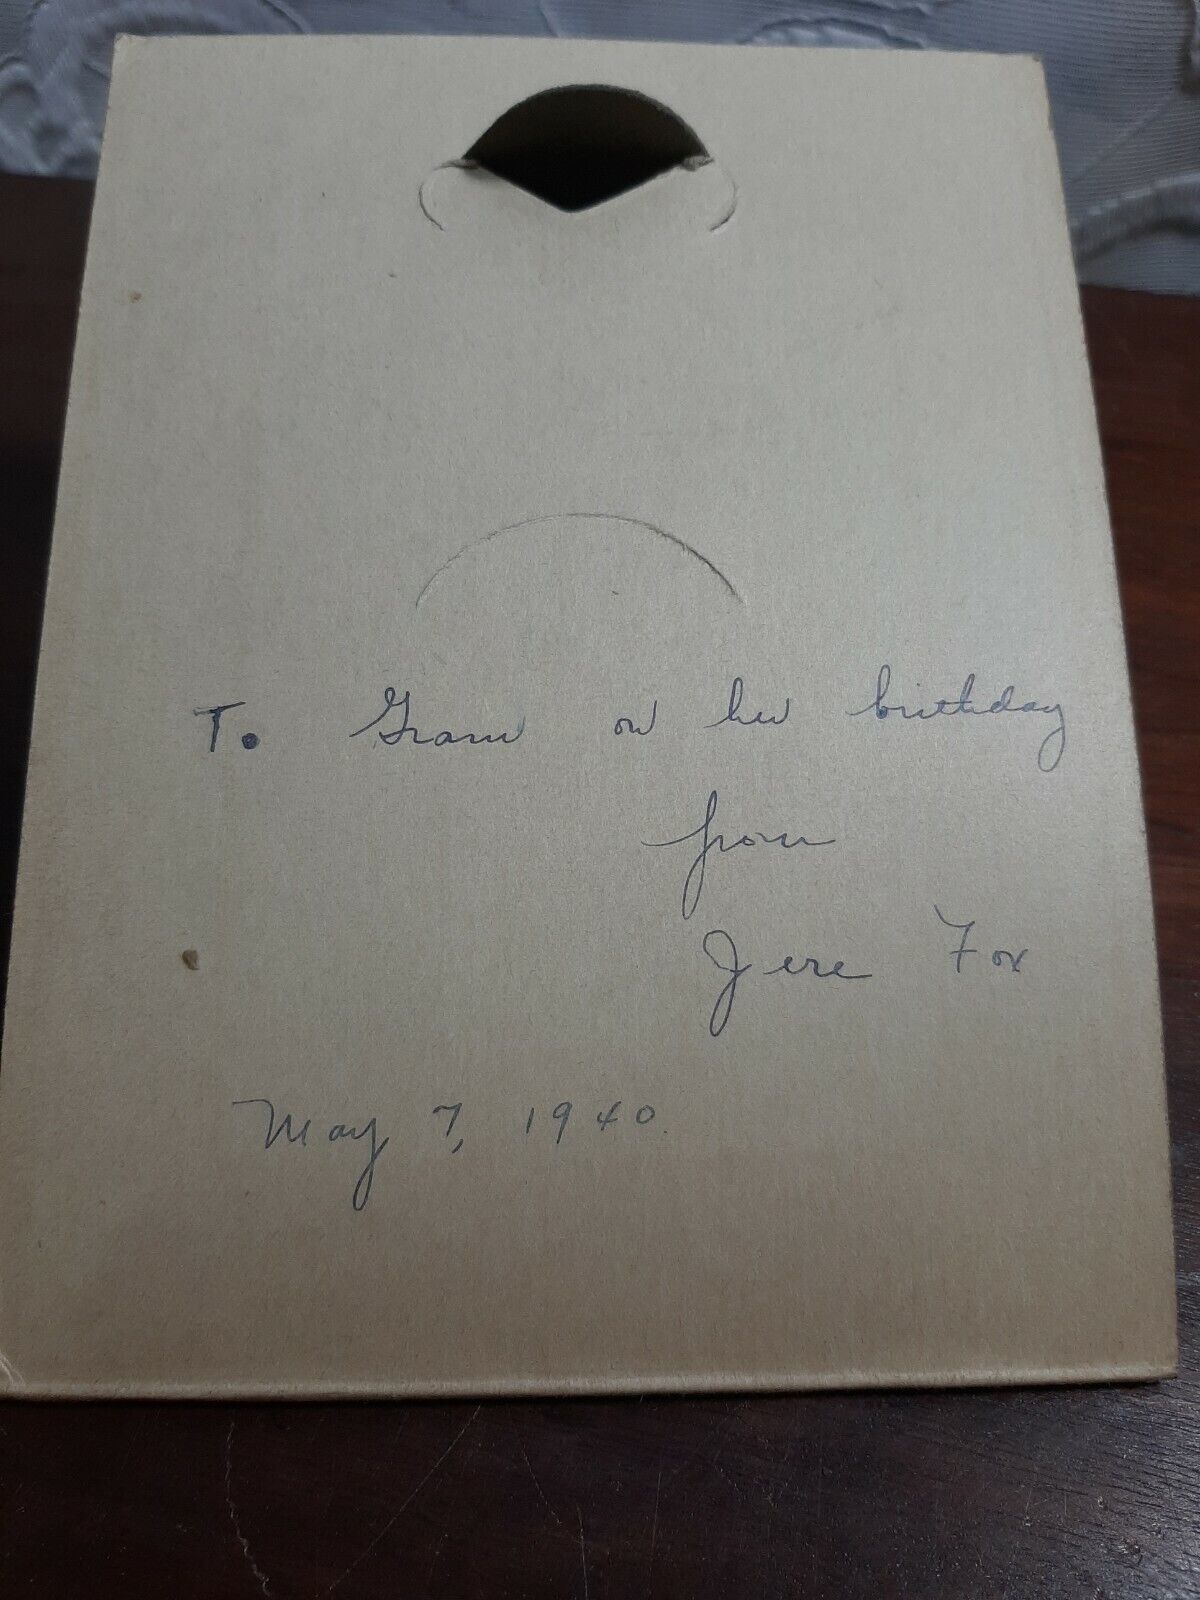 To Gram on her birthday
from
Jere Fox
May 7, 1940.